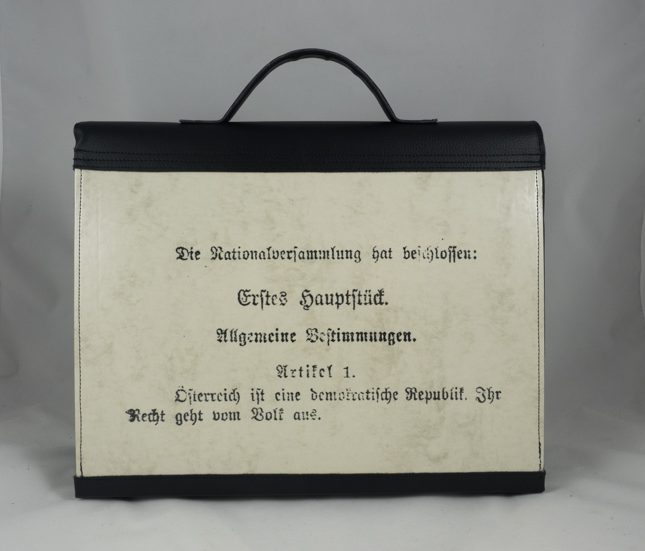 Die Nationalversammlung hat beschlossen:
Erstes Hauptstück.
Allgemeine Bestimmungen.
Artikel 1.
Österreich ist eine demokratische Republik. Ihr
Recht geht vom Volk aus.